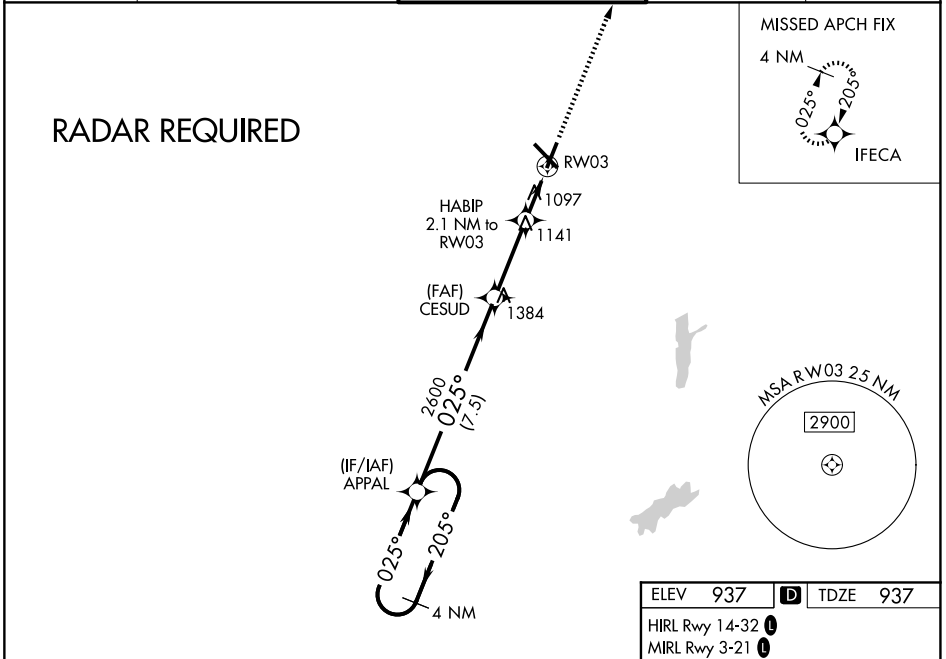 MISSED APCH FIX
4 NM
025°
205°
IFECA
RADAR REQUIRED
RW03
1097
HABIP
2.1 NM to
RW03
1141
(FAF)
CESUD
1384
2600
025°
(7.5)
MSA RW03 25 NM
2900
(IF/IAF)
APPAL
025°
205°
4 NM
ELEV 937 D TDZE 937
HIRL Rwy 14-32 L
MIRL Rwy 3-21 L